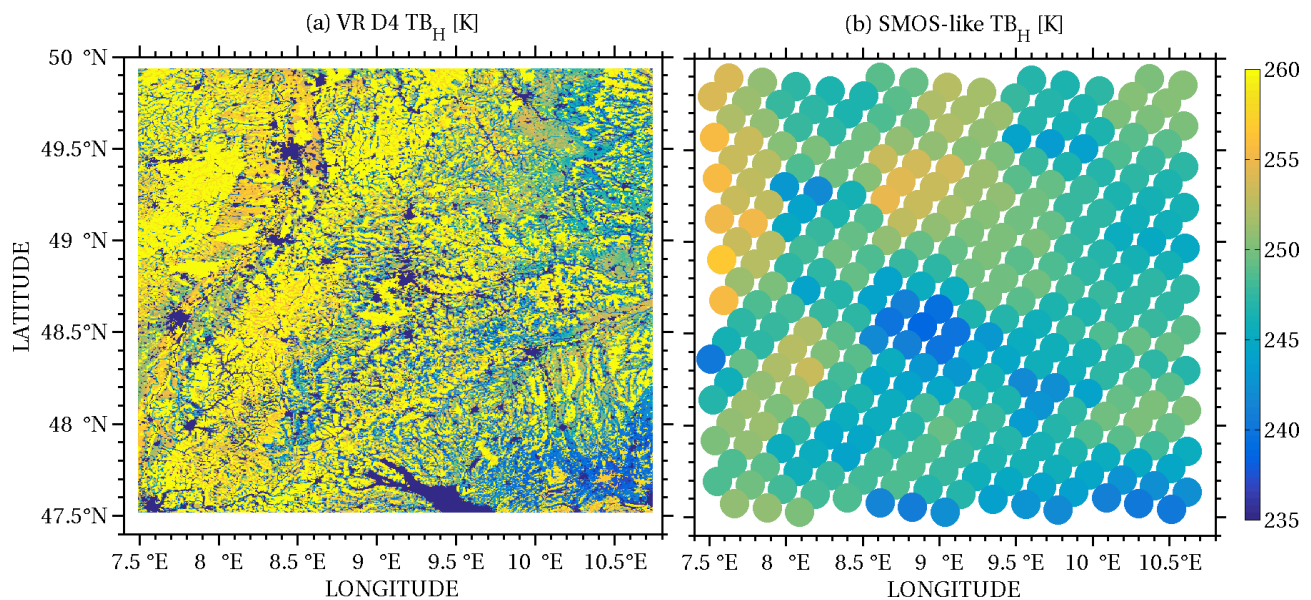 (a) VR D4 TB_H [K]
(b) SMOS-like TB_H [K]
50 °N
49.5°N
49 °N
48.5°N
48 °N
47.5°N
LATITUDE
7.5 °E 8 °E 8.5 °E 9 °E 9.5 °E 10 °E 10.5 °E
LONGITUDE
7.5 °E 8 °E 8.5 °E 9 °E 9.5 °E 10 °E 10.5 °E
LONGITUDE
260
255
250
245
240
235